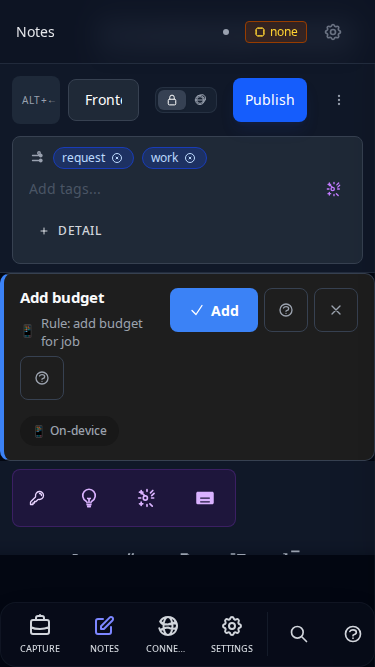 Notes
none
ALT+←
Front
Publish
request
work
Add tags...
+ DETAIL
Add budget
Rule: add budget
for job
Add
On-device
CAPTURE
NOTES
CONNE...
SETTINGS